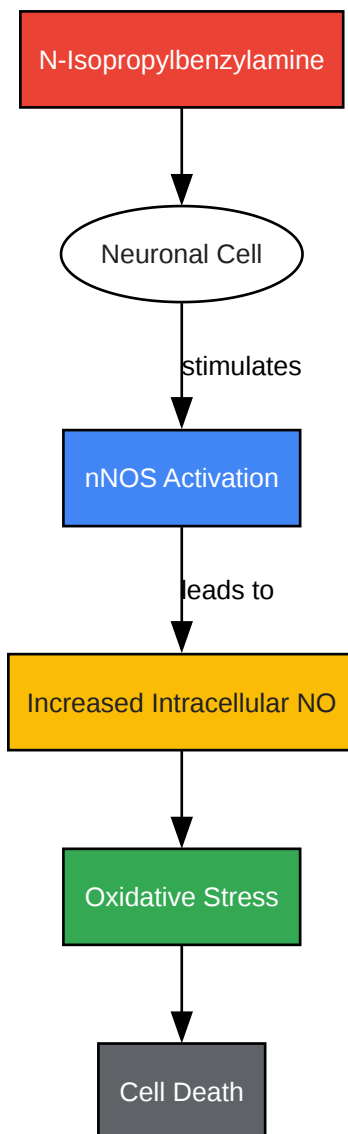 N-Isopropylbenzylamine
Neuronal Cell
stimulates
nNOS Activation
leads to
Increased Intracellular NO
Oxidative Stress
Cell Death